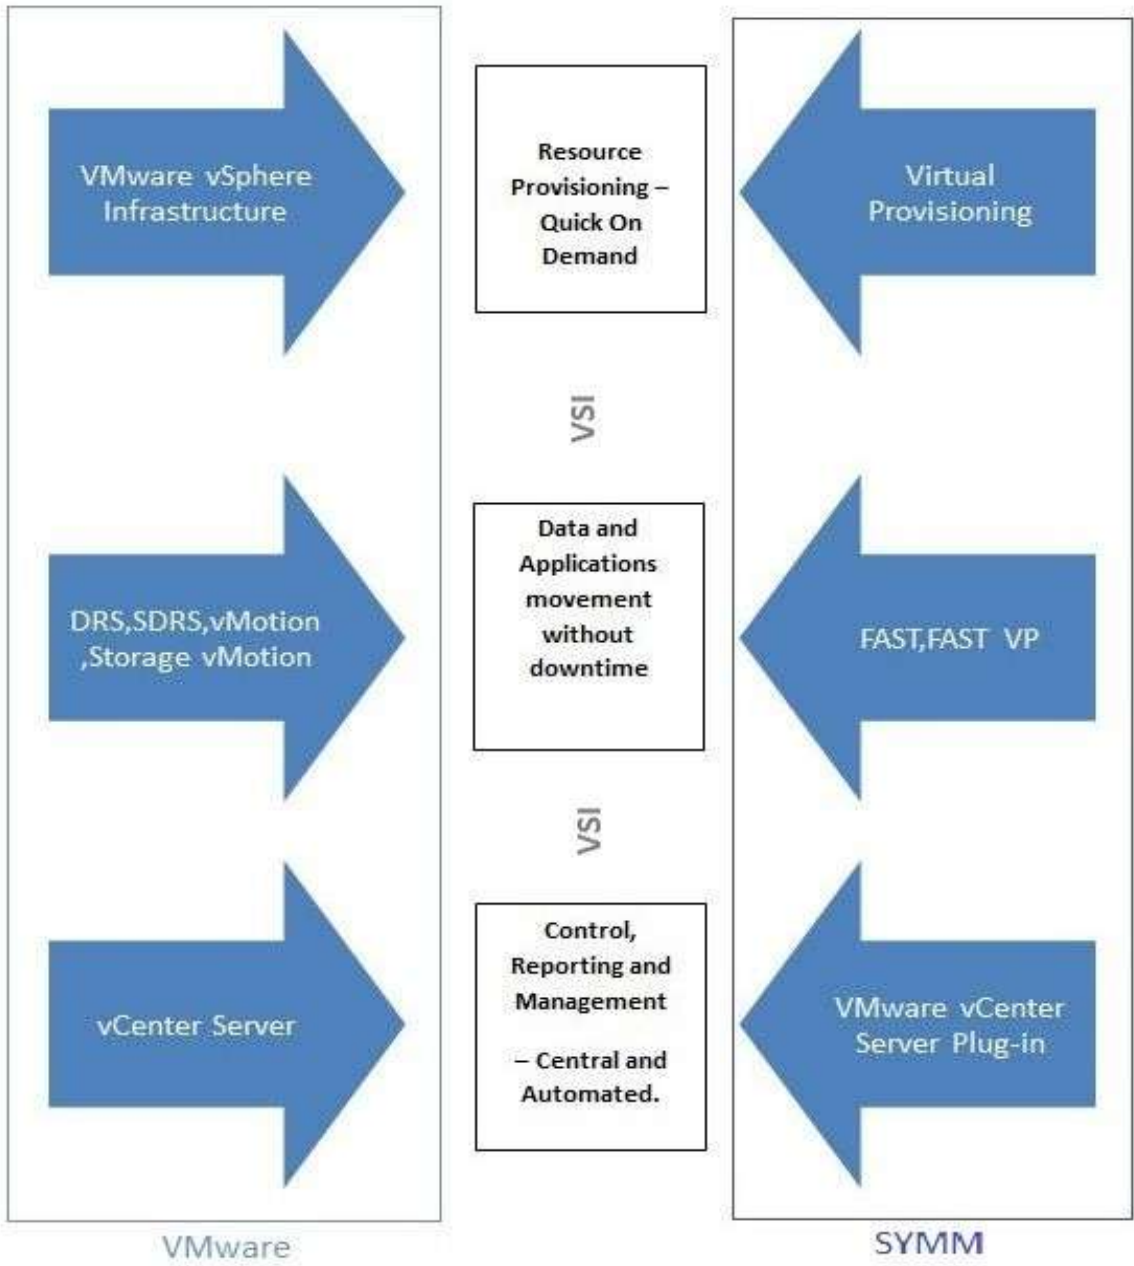 VMware vSphere
Infrastructure
Resource
Provisioning –
Quick On
Demand
Virtual
Provisioning
VSI
DRS,SDRS,vMotion
,Storage vMotion
Data and
Applications
movement
without
downtime
FAST,FAST VP
VSI
vCenter Server
Control,
Reporting and
Management
– Central and
Automated.
VMware vCenter
Server Plug-in
VMware
SYMM